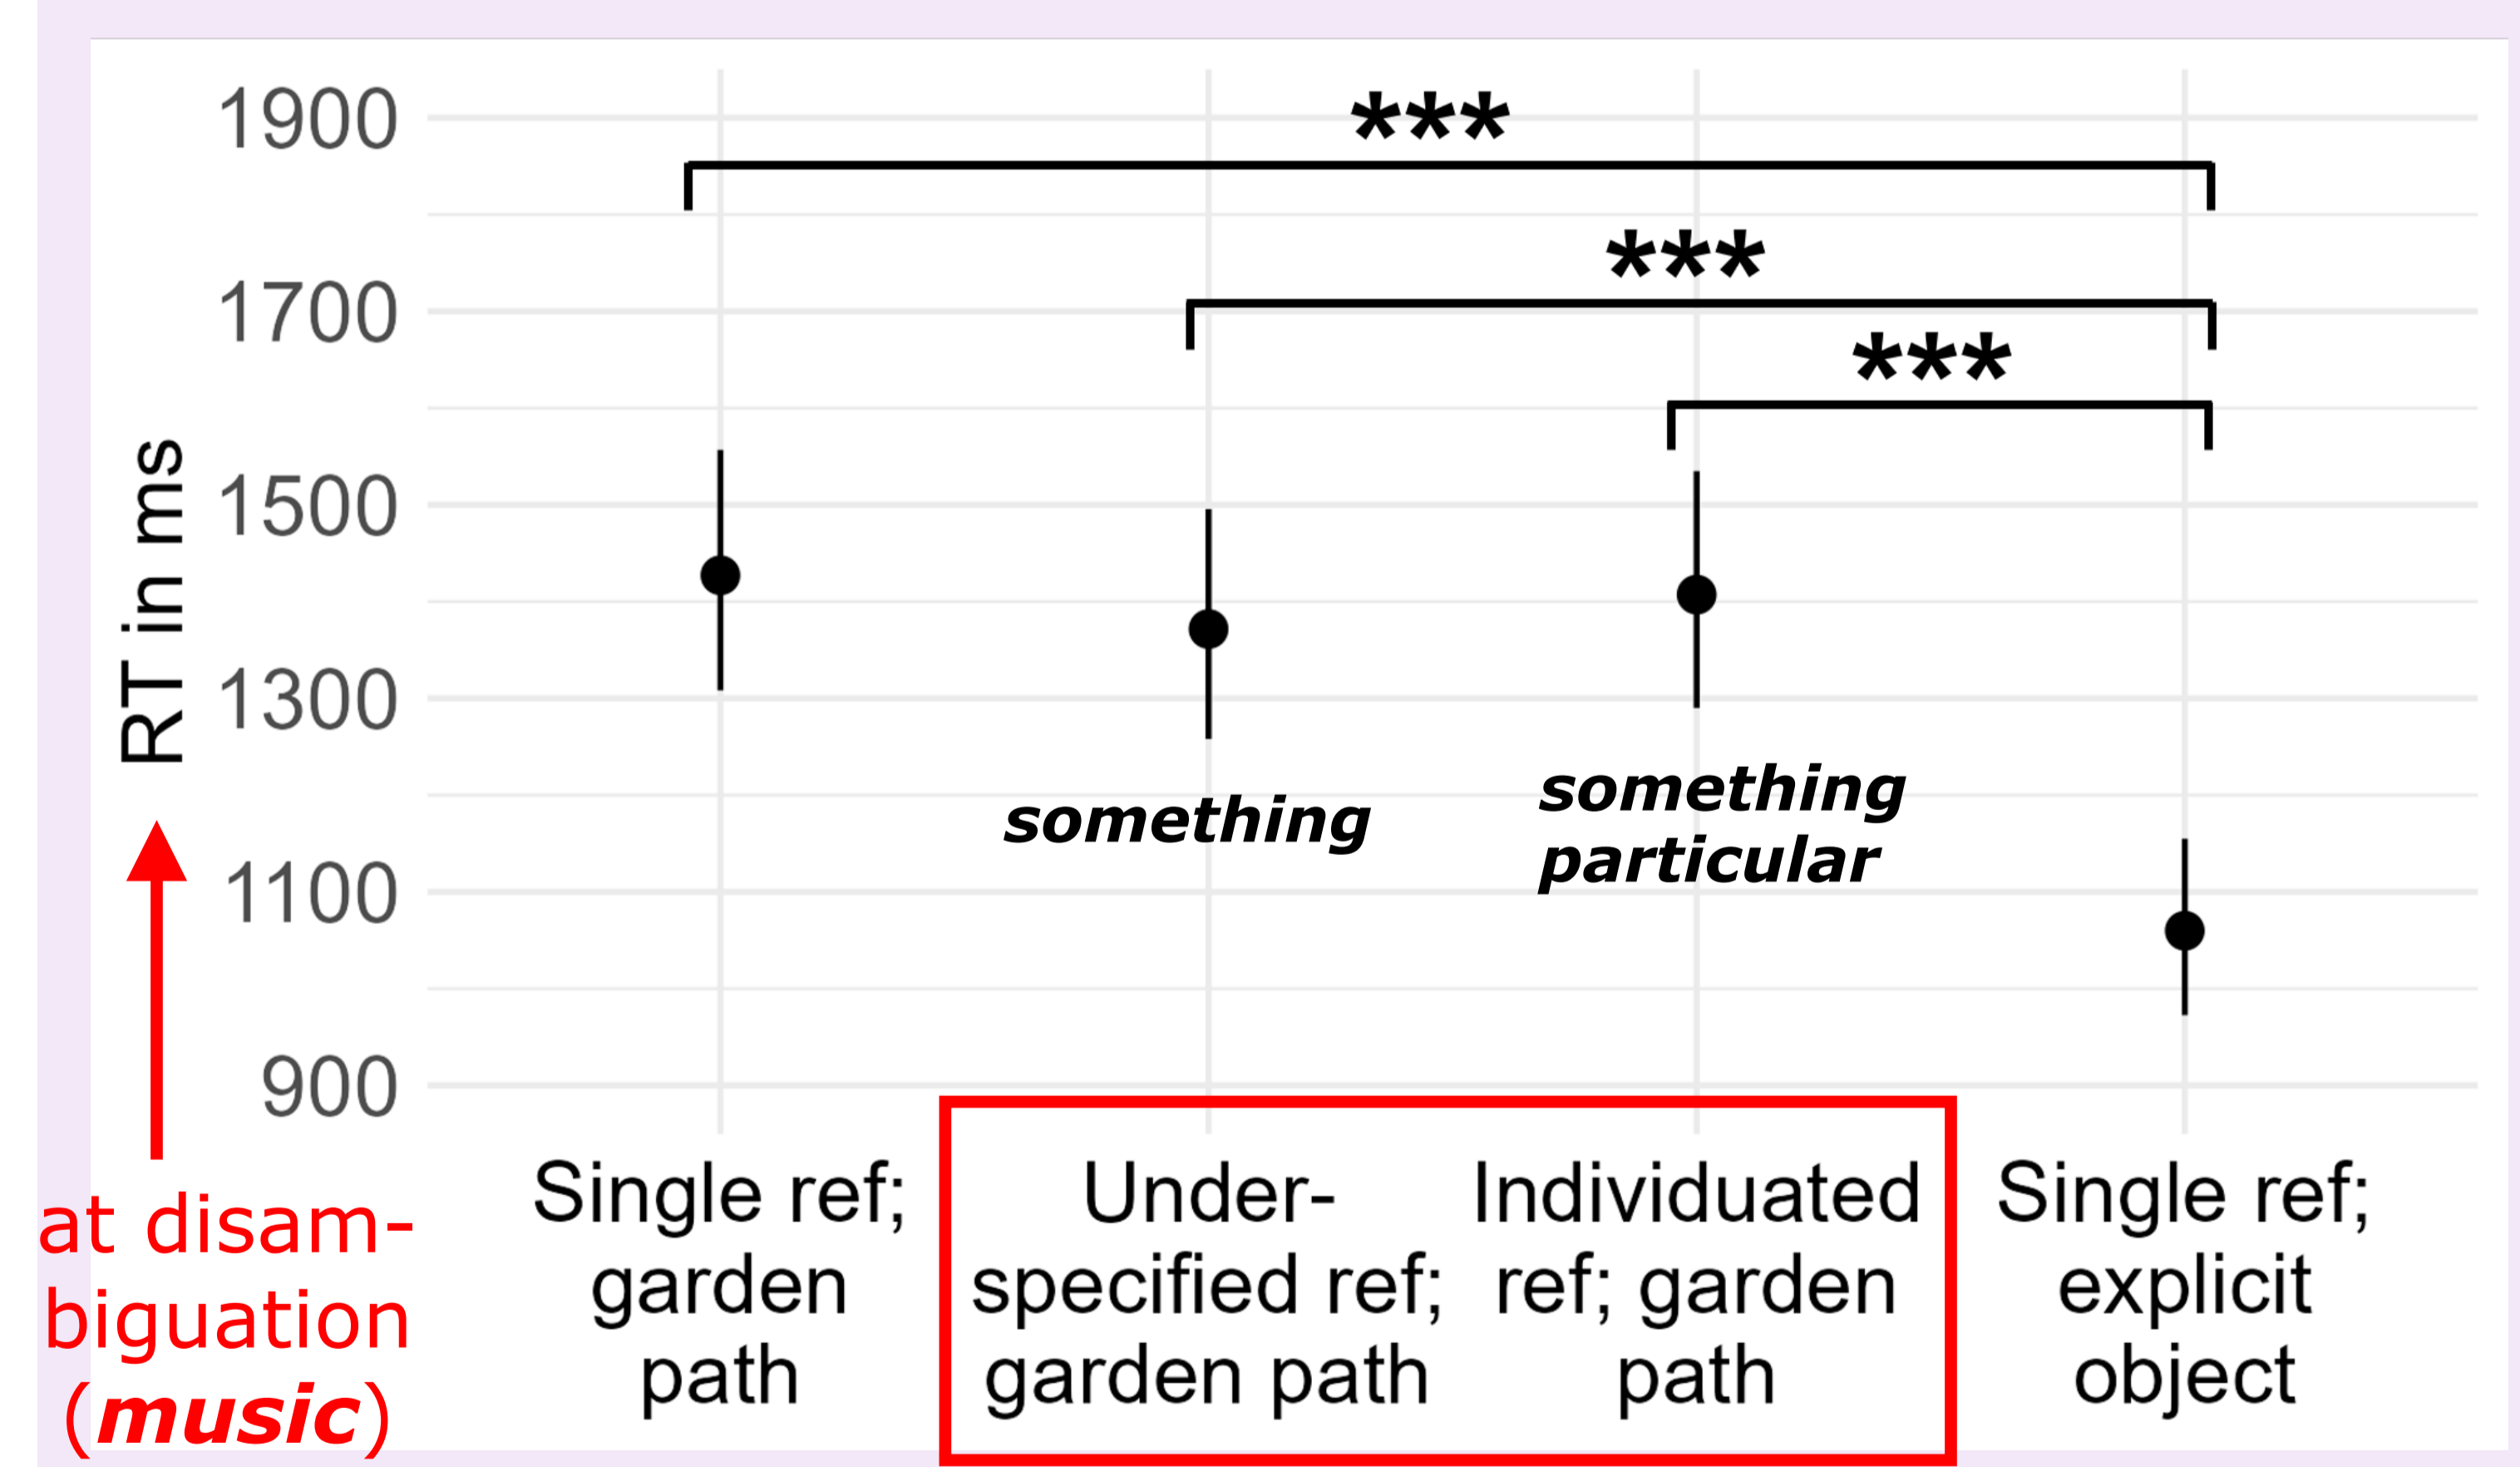 1900
1700
1500
1300
1100
900
RT in ms
***
***
***
something
something
particular
at disam-
biguation
(music)
Single ref;
garden
path
Under-
specified ref;
garden path
Individuated
ref; garden
path
Single ref;
explicit
object